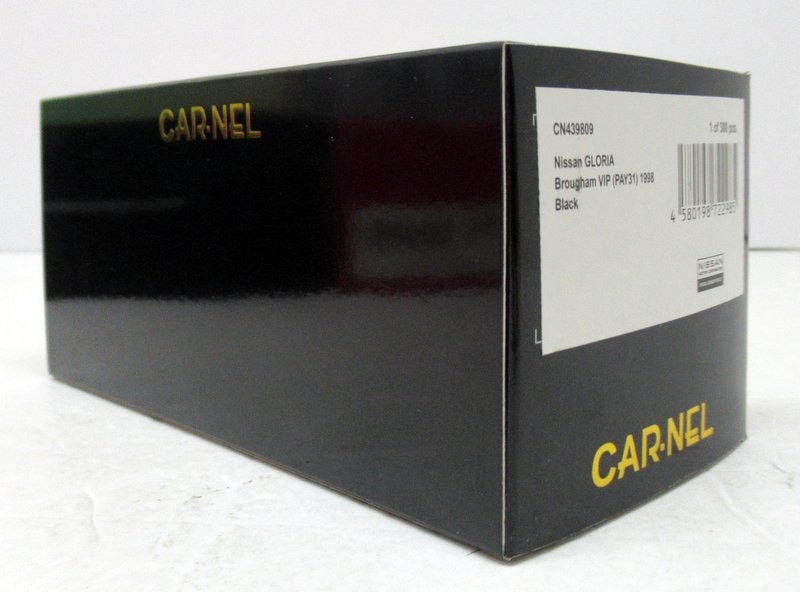 CAR·NEL
CN439809
1 of 300 pcs.
Nissan GLORIA
Brougham VIP (PAY31) 1998
Black
4 580198 722985
NISSAN
CAR·NEL